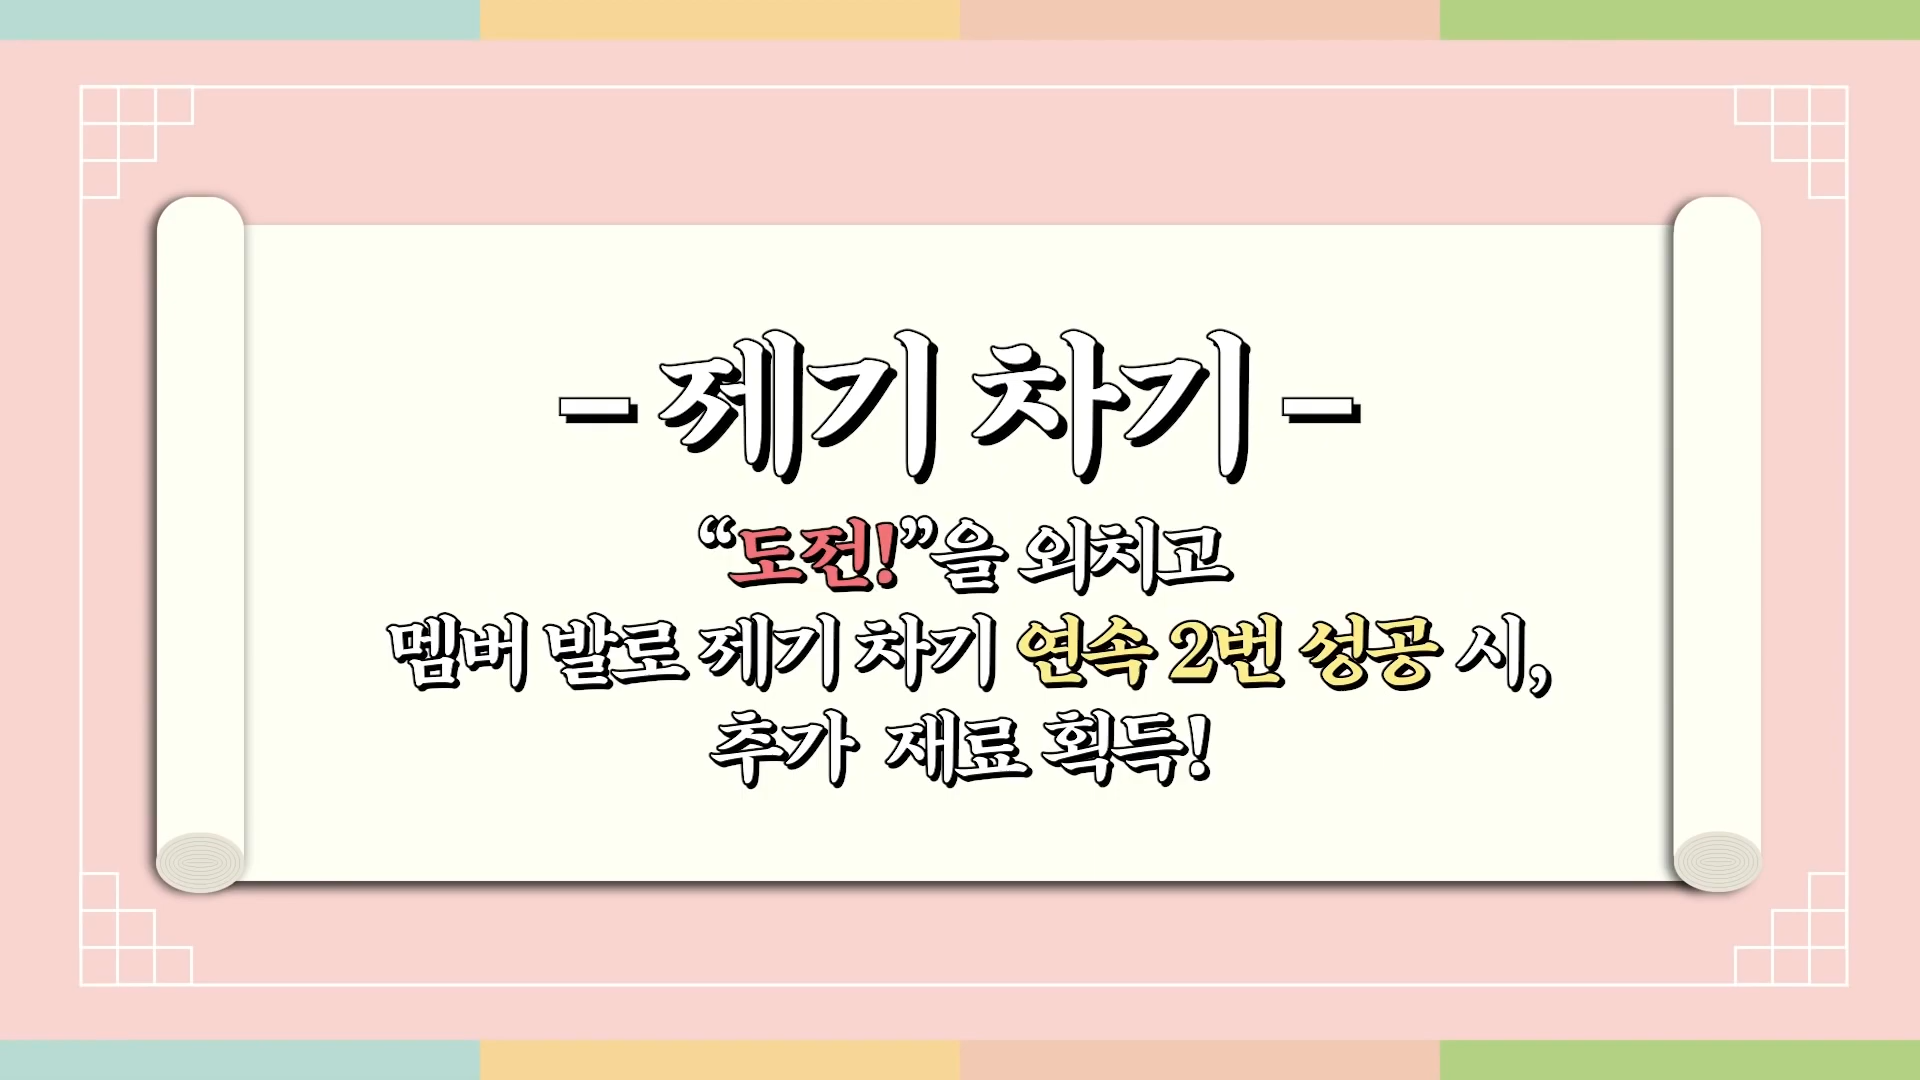 - 제기 차기 -
“도전!”을 외치고
멤버 발로 제기 차기 연속 2번 성공 시,
추가 재료 획득!